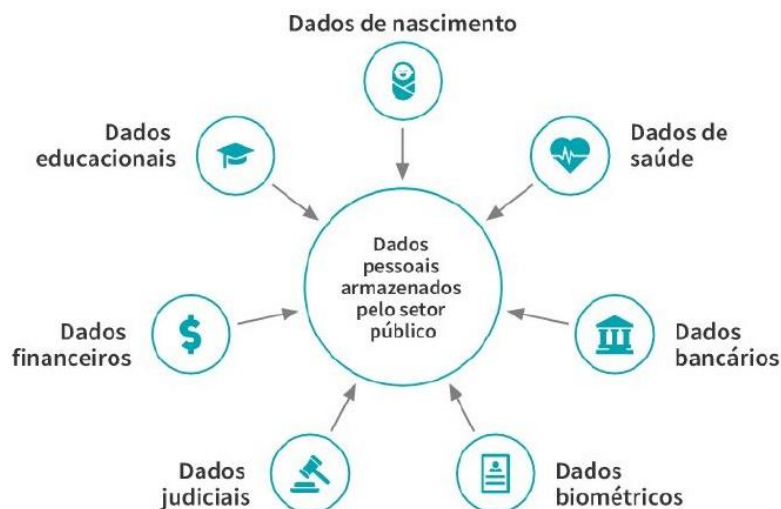 Dados de nascimento
Dados
educacionais
Dados de
saúde
Dados
pessoais
armazenados
pelo setor
público
Dados
financeiros
Dados
bancários
Dados
judiciais
Dados
biométricos